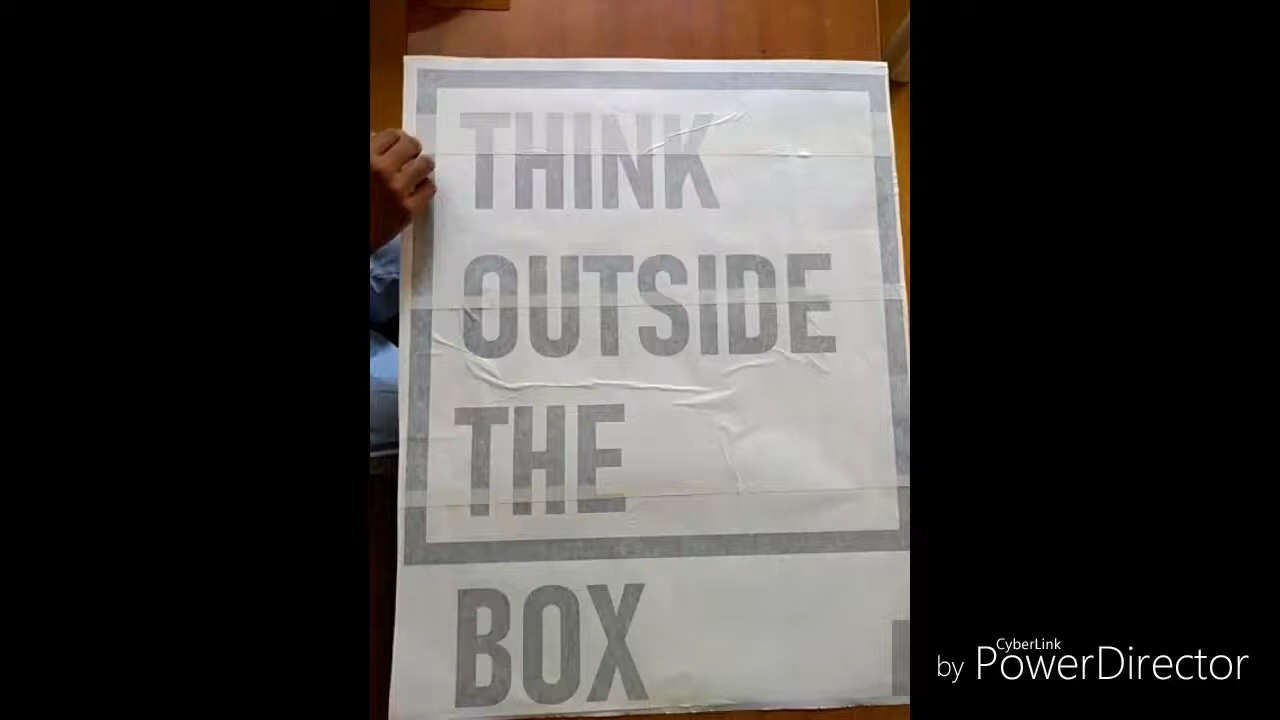 THINK
OUTSIDE
THE
BOX
CyberLink
by PowerDirector